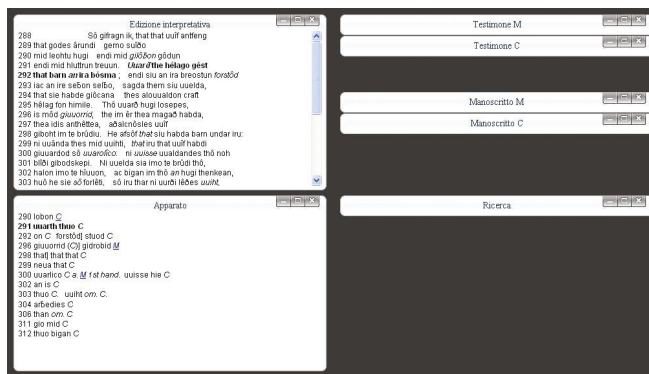 Edizione interpretativa
288 Sô gifragn ik, that that uuîf antfeng
289 that godes ârundi gerno suîðo
290 mid leohtu hugi endi mid gilôƀon gôdun
291 endi mid hluttrun treuun. Uuarð the hêlago gêst
292 that barn an ira bôsma ; endi siu an ira breostun forstôd
293 iac an ire seƀon selƀo, sagda them siu uuelda,
294 that sie habde giôcana thes alouualdon craft
295 hêlag fon himile. Thô uuarð hugi Iosepes,
296 is môd giuuorrid, the im êr thea magað habda,
297 thea idis anthêttea, aðalcnôsles uuîf
298 giboht im te brûdiu. He afsôf that siu habda barn undar iru:
299 ni uuânda thes mid uuihti, that iru that uuîf habdi
300 giuuardod sô uuarolîco: ni uuisse uualdandes thô noh
301 blîði gibodskepi. Ni uuelda sia imo te brûdi thô,
302 halon imo te hîuuon, ac bigan im thô an hugi thenkean,
303 huô he sie sô forlêti, sô iru thar ni uurði lêðes uuiht,
Apparato
290 lobon C
291 uuarth thuo C
292 on C forstôd] stuod C
296 giuuorrid (C)] gidrobid M
298 that] that that C
299 neua that C
300 uuarlico C a. M 1st hand. uuisse hie C
302 an is C
303 thuo C. uuiht om. C.
304 arƀedies C
306 than om. C
311 gio mid C
312 thuo bigan C
Testimone M
Testimone C
Manoscritto M
Manoscritto C
Ricerca